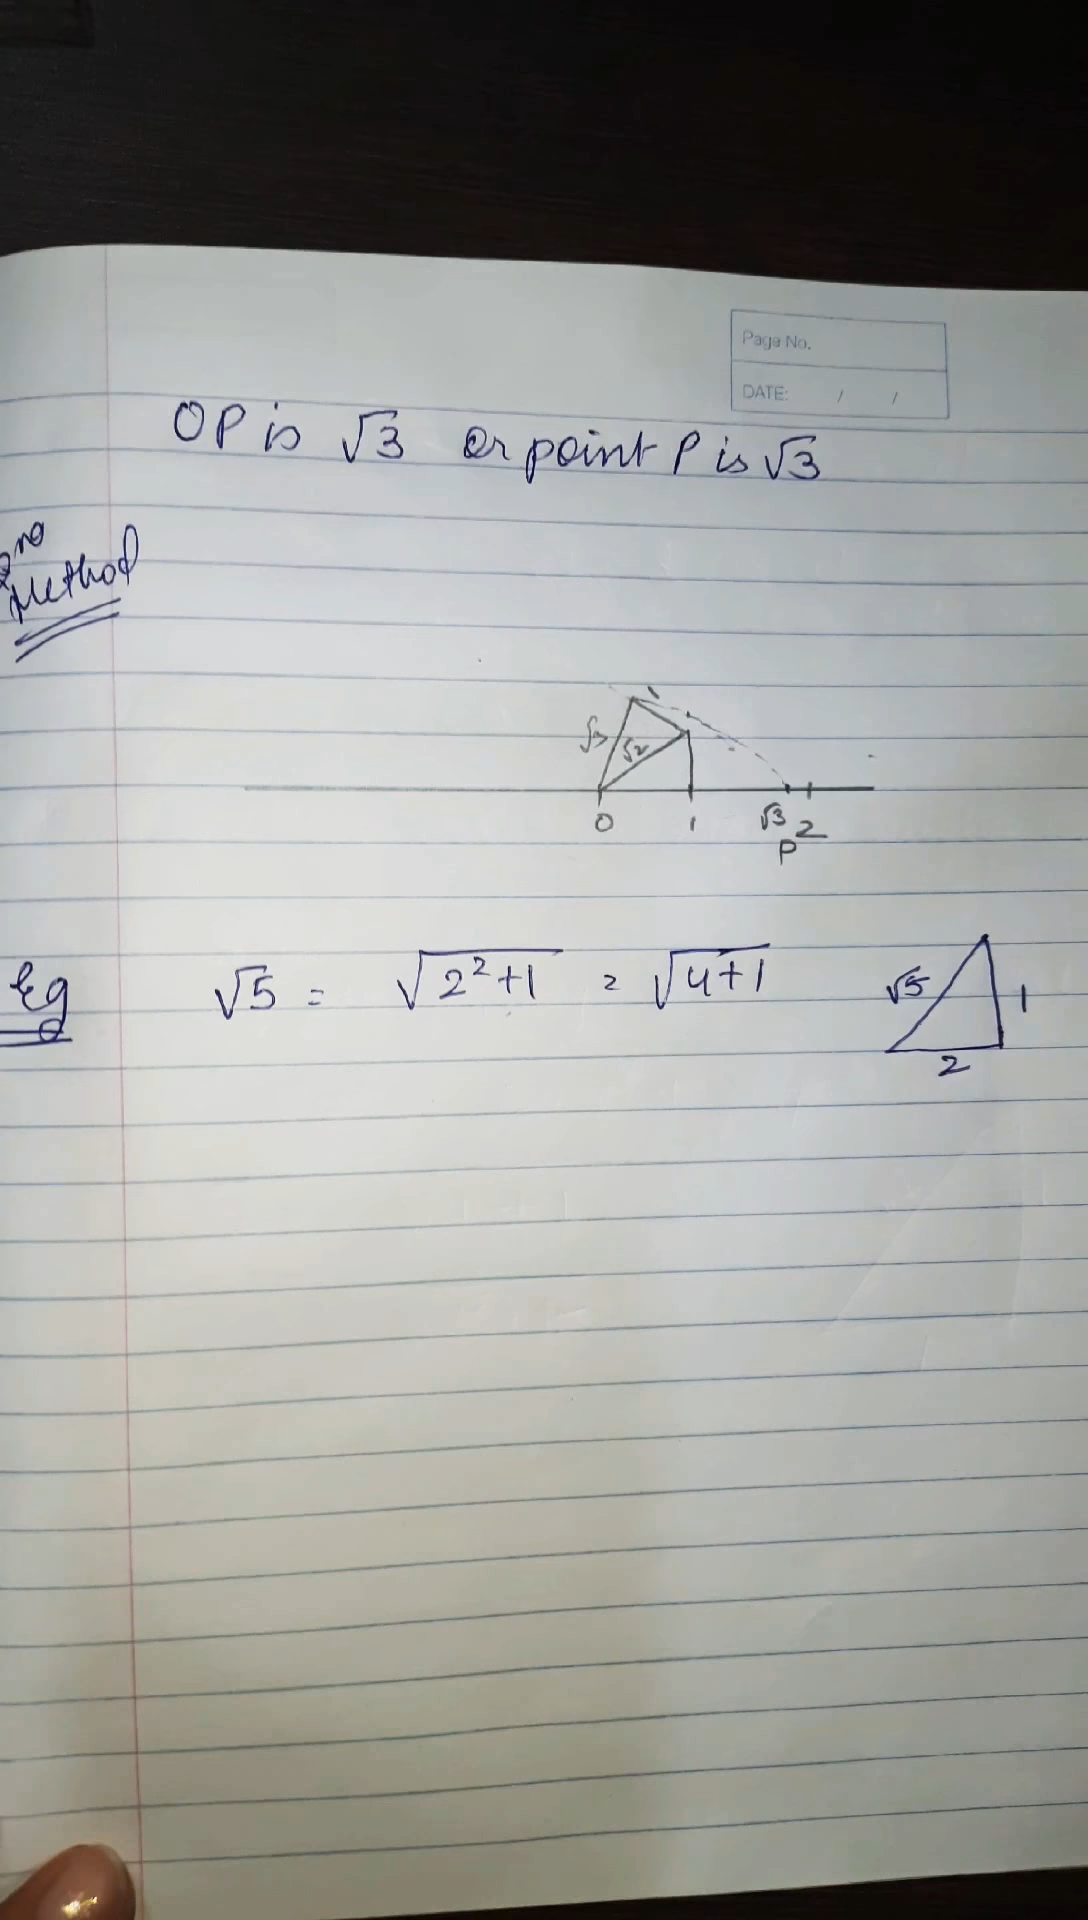 Page No.
DATE: / /
OP is √3 or point P is √3
2nd
Method
1
√3
√2
0 1 √3 2
P
Eg √5 = √2²+1 = √4+1
√5 1
2